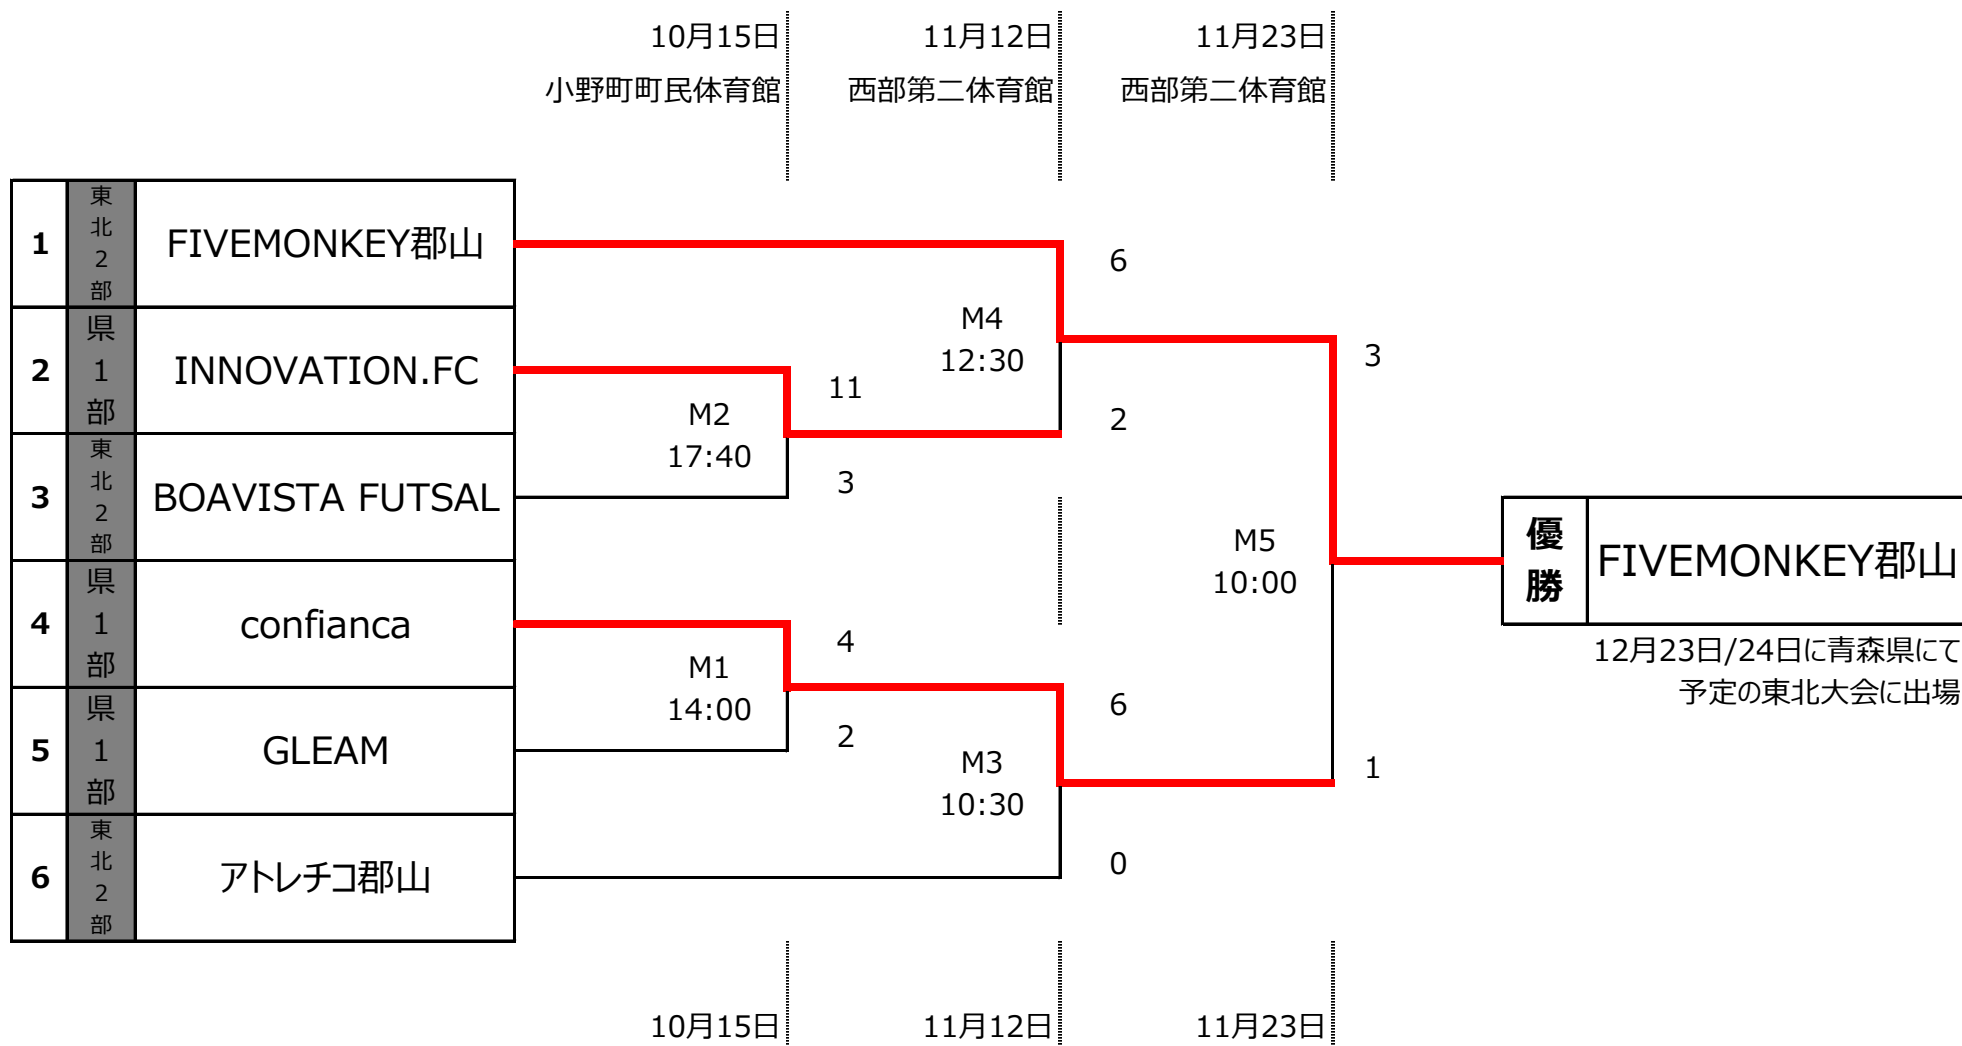 10月15日 11月12日 11月23日
小野町町民体育館 西部第二体育館 西部第二体育館
1 東北2部 FIVEMONKEY郡山
6
M4
12:30
3
2 県1部 INNOVATION.FC
11
M2
17:40
2
3 東北2部 BOAVISTA FUTSAL
3
M5
10:00
優勝 FIVEMONKEY郡山
12月23日/24日に青森県にて
予定の東北大会に出場
4 県1部 confianca
4
M1
14:00
6
5 県1部 GLEAM
2
M3
10:30
1
6 東北2部 アトレチコ郡山
0
10月15日 11月12日 11月23日